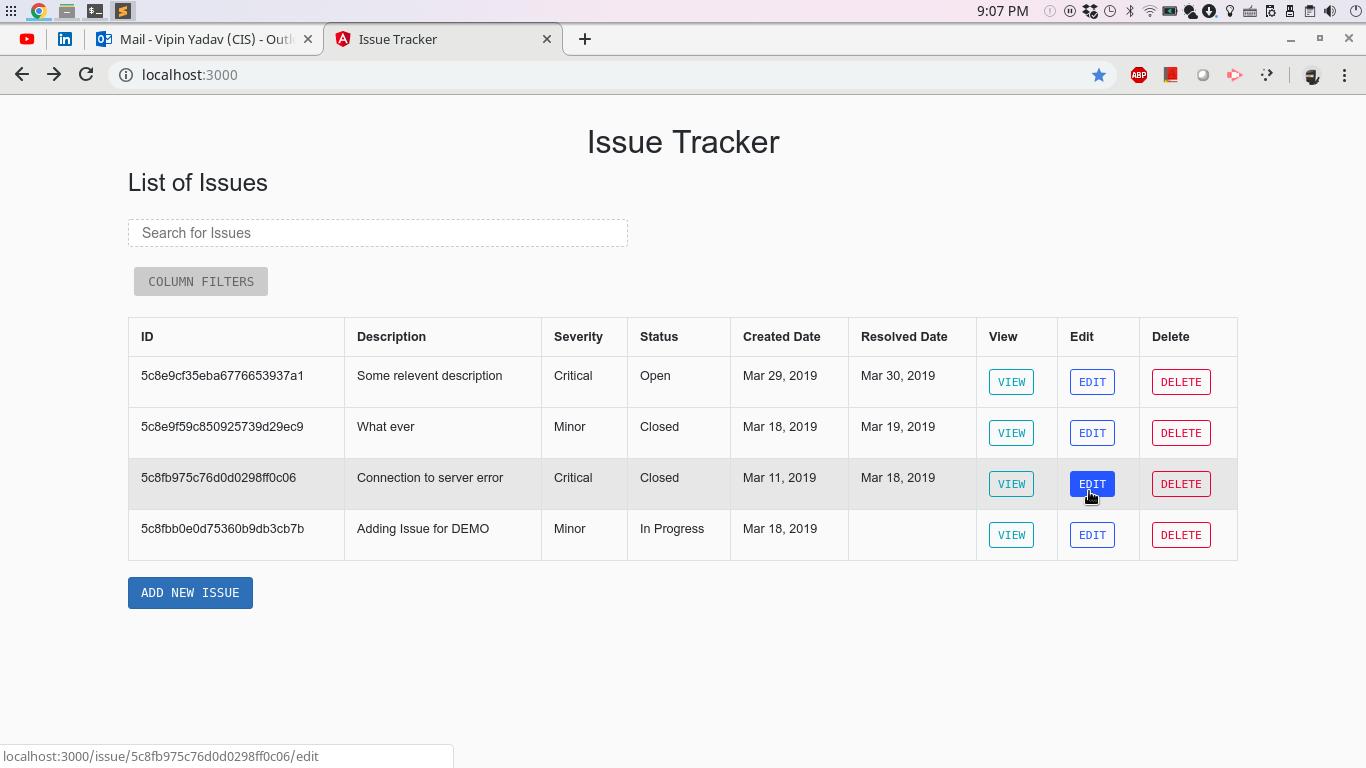 9:07 PM
Mail - Vipin Yadav (CIS) - Outl
Issue Tracker
localhost:3000
ABP
Issue Tracker
List of Issues
Search for Issues
COLUMN FILTERS
ID Description Severity Status Created Date Resolved Date View Edit Delete
5c8e9cf35eba6776653937a1 Some relevent description Critical Open Mar 29, 2019 Mar 30, 2019 VIEW EDIT DELETE
5c8e9f59c850925739d29ec9 What ever Minor Closed Mar 18, 2019 Mar 19, 2019 VIEW EDIT DELETE
5c8fb975c76d0d0298ff0c06 Connection to server error Critical Closed Mar 11, 2019 Mar 18, 2019 VIEW EDIT DELETE
5c8fbb0e0d75360b9db3cb7b Adding Issue for DEMO Minor In Progress Mar 18, 2019 VIEW EDIT DELETE
ADD NEW ISSUE
localhost:3000/issue/5c8fb975c76d0d0298ff0c06/edit